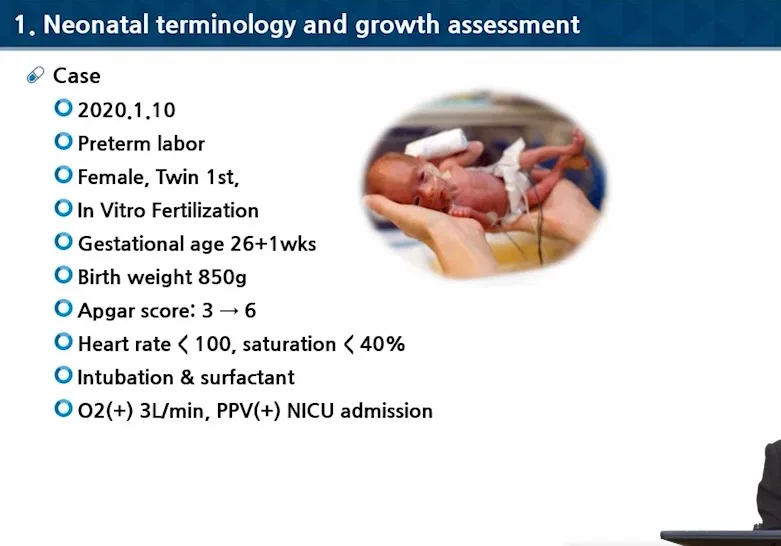 1. Neonatal terminology and growth assessment
Case
2020.1.10
Preterm labor
Female, Twin 1st,
In Vitro Fertilization
Gestational age 26+1wks
Birth weight 850g
Apgar score: 3 → 6
Heart rate < 100, saturation < 40%
Intubation & surfactant
O2(+) 3L/min, PPV(+) NICU admission